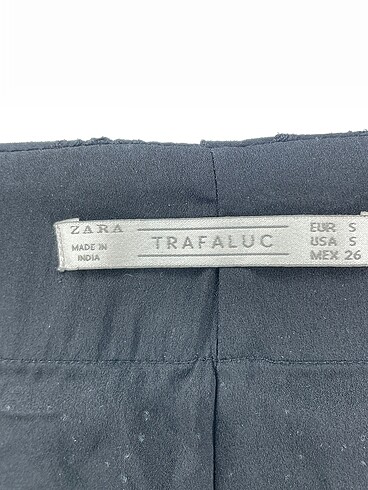 ZARA
MADE IN
INDIA
TRAFALUC
EUR S
USA S
MEX 26